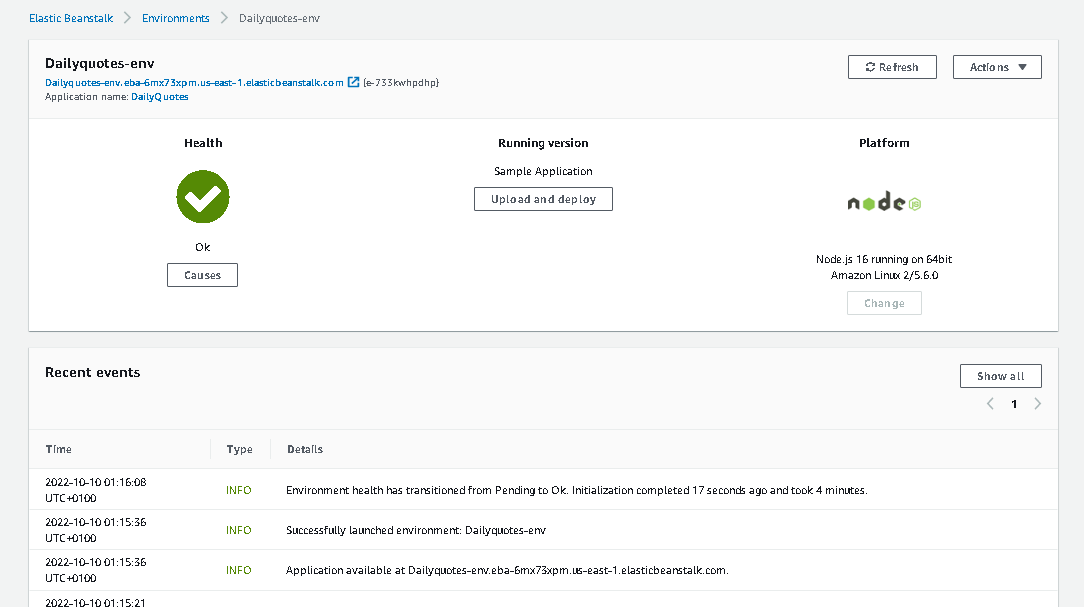 Elastic Beanstalk > Environments > Dailyquotes-env
Dailyquotes-env
Dailyquotes-env.eba-6mx73xpm.us-east-1.elasticbeanstalk.com (e-733kwhpdhp)
Application name: DailyQuotes
Refresh
Actions
Health
Ok
Causes
Running version
Sample Application
Upload and deploy
Platform
node JS
Node.js 16 running on 64bit
Amazon Linux 2/5.6.0
Change
Recent events
Show all
1
Time Type Details
2022-10-10 01:16:08
UTC+0100
INFO
Environment health has transitioned from Pending to Ok. Initialization completed 17 seconds ago and took 4 minutes.
2022-10-10 01:15:36
UTC+0100
INFO
Successfully launched environment: Dailyquotes-env
2022-10-10 01:15:36
UTC+0100
INFO
Application available at Dailyquotes-env.eba-6mx73xpm.us-east-1.elasticbeanstalk.com.
2022-10-10 01:15:21